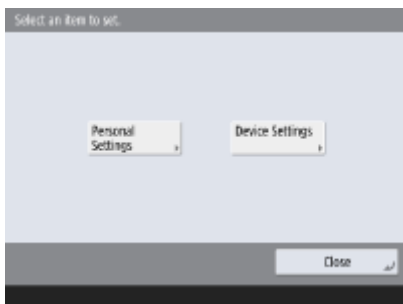 Select an item to set.
Personal
Settings
Device Settings
Close